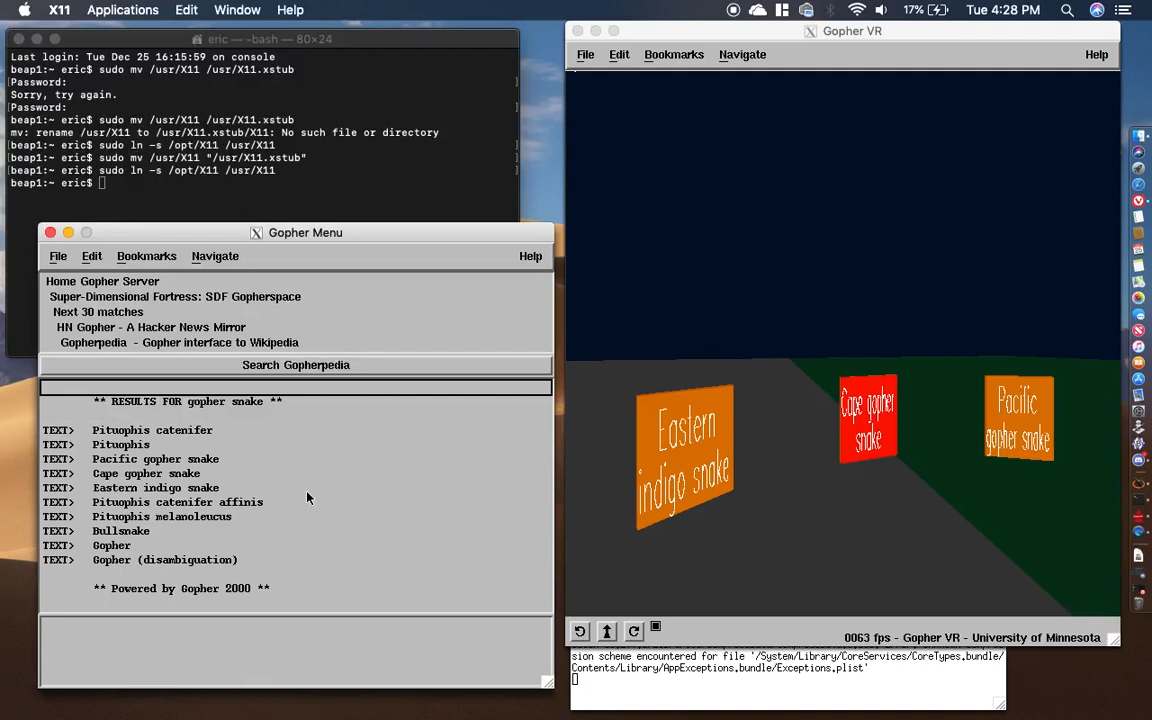 X11 Applications Edit Window Help
17% Tue 4:28 PM
eric — -bash — 80×24
Last login: Tue Dec 25 16:15:59 on console
beap1:~ eric$ sudo mv /usr/X11 /usr/X11.xstub
[Password:
Sorry, try again.
Password:
beap1:~ eric$ sudo mv /usr/X11 /usr/X11.xstub
mv: rename /usr/X11 to /usr/X11.xstub/X11: No such file or directory
beap1:~ eric$ sudo ln -s /opt/X11 /usr/X11
beap1:~ eric$ sudo mv /usr/X11 "/usr/X11.xstub"
beap1:~ eric$ sudo ln -s /opt/X11 /usr/X11
beap1:~ eric$
Gopher Menu
File Edit Bookmarks Navigate Help
Home Gopher Server
Super-Dimensional Fortress: SDF Gopherspace
Next 30 matches
HN Gopher - A Hacker News Mirror
Gopherpedia - Gopher interface to Wikipedia
Search Gopherpedia
** RESULTS FOR gopher snake **
TEXT> Pituophis catenifer
TEXT> Pituophis
TEXT> Pacific gopher snake
TEXT> Cape gopher snake
TEXT> Eastern indigo snake
TEXT> Pituophis catenifer affinis
TEXT> Pituophis melanoleucus
TEXT> Bullsnake
TEXT> Gopher
TEXT> Gopher (disambiguation)
** Powered by Gopher 2000 **
Gopher VR
File Edit Bookmarks Navigate Help
Eastern
indigo snake
Cape gopher
snake
Pacific
gopher snake
0063 fps - Gopher VR - University of Minnesota
sion scheme encountered for file '/System/Library/CoreServices/CoreTypes.bundle/
Contents/Library/AppExceptions.bundle/Exceptions.plist'